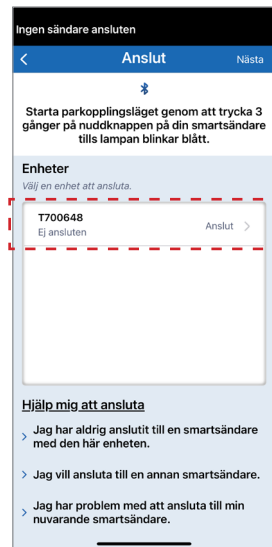 Ingen sändare ansluten
Anslut
Nästa
Starta parkopplingsläget genom att trycka 3
gånger på nuddknappen på din smartsändare
tills lampan blinkar blått.
Enheter
Välj en enhet att ansluta.
T700648
Ej ansluten
Anslut
Hjälp mig att ansluta
Jag har aldrig anslutit till en smartsändare
med den här enheten.
Jag vill ansluta till en annan smartsändare.
Jag har problem med att ansluta till min
nuvarande smartsändare.